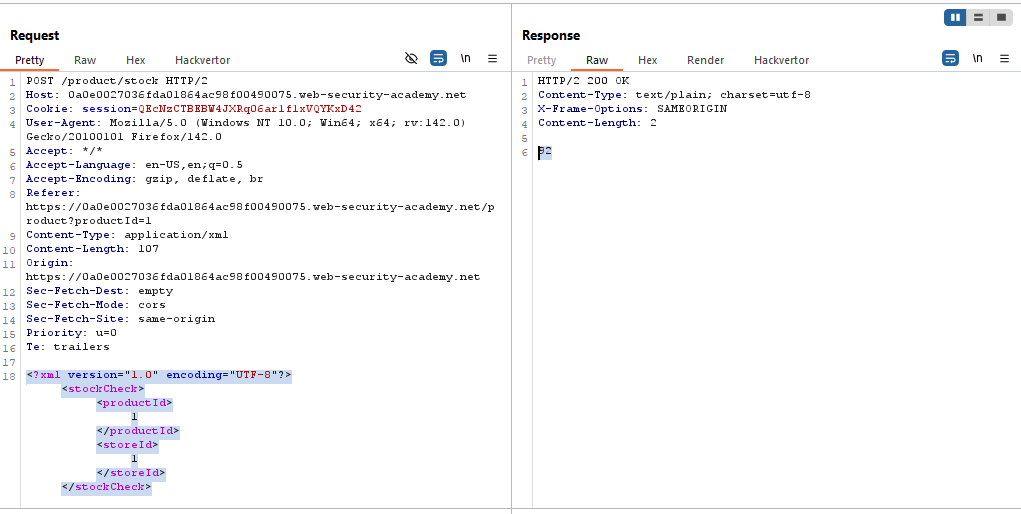 Request
Pretty Raw Hex Hackvertor \n
1 POST /product/stock HTTP/2
2 Host: 0a0e0027036fda01864ac98f00490075.web-security-academy.net
3 Cookie: session=QEcNzCTBEBW4JXRqO6arlflxVQYKxD42
4 User-Agent: Mozilla/5.0 (Windows NT 10.0; Win64; x64; rv:142.0)
Gecko/20100101 Firefox/142.0
5 Accept: */*
6 Accept-Language: en-US,en;q=0.5
7 Accept-Encoding: gzip, deflate, br
8 Referer:
https://0a0e0027036fda01864ac98f00490075.web-security-academy.net/p
roduct?productId=1
9 Content-Type: application/xml
10 Content-Length: 107
11 Origin:
https://0a0e0027036fda01864ac98f00490075.web-security-academy.net
12 Sec-Fetch-Dest: empty
13 Sec-Fetch-Mode: cors
14 Sec-Fetch-Site: same-origin
15 Priority: u=0
16 Te: trailers
17
18 <?xml version="1.0" encoding="UTF-8"?>
<stockCheck>
<productId>
1
</productId>
<storeId>
1
</storeId>
</stockCheck>
Response
Pretty Raw Hex Render Hackvertor \n
1 HTTP/2 200 OK
2 Content-Type: text/plain; charset=utf-8
3 X-Frame-Options: SAMEORIGIN
4 Content-Length: 2
5
6 92